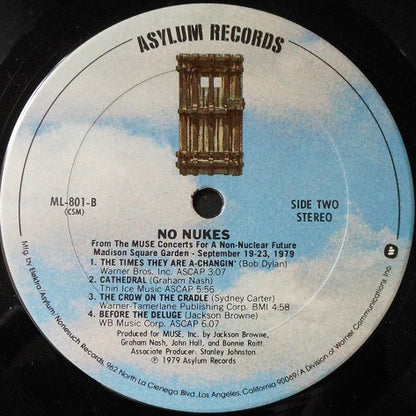 ASYLUM RECORDS
ML-801-B
(CSM)
SIDE TWO
STEREO
NO NUKES
From The MUSE Concerts For A Non-Nuclear Future
Madison Square Garden - September 19-23, 1979
1. THE TIMES THEY ARE A-CHANGIN' (Bob Dylan)
Warner Bros. Inc. ASCAP 3:07
2. CATHEDRAL (Graham Nash)
Thin Ice Music ASCAP 5:56
3. THE CROW ON THE CRADLE (Sydney Carter)
Warner-Tamerlane Publishing Corp. BMI 4:58
4. BEFORE THE DELUGE (Jackson Browne)
WB Music Corp. ASCAP 6:07
Produced for MUSE, Inc. by Jackson Browne,
Graham Nash, John Hall, and Bonnie Raitt.
Associate Producer: Stanley Johnston
℗ 1979 Asylum Records
Mfg. by Elektra/Asylum/Nonesuch Records, 962 North La Cienega Blvd., Los Angeles, California 90069/A Division of Warner Communications Inc.